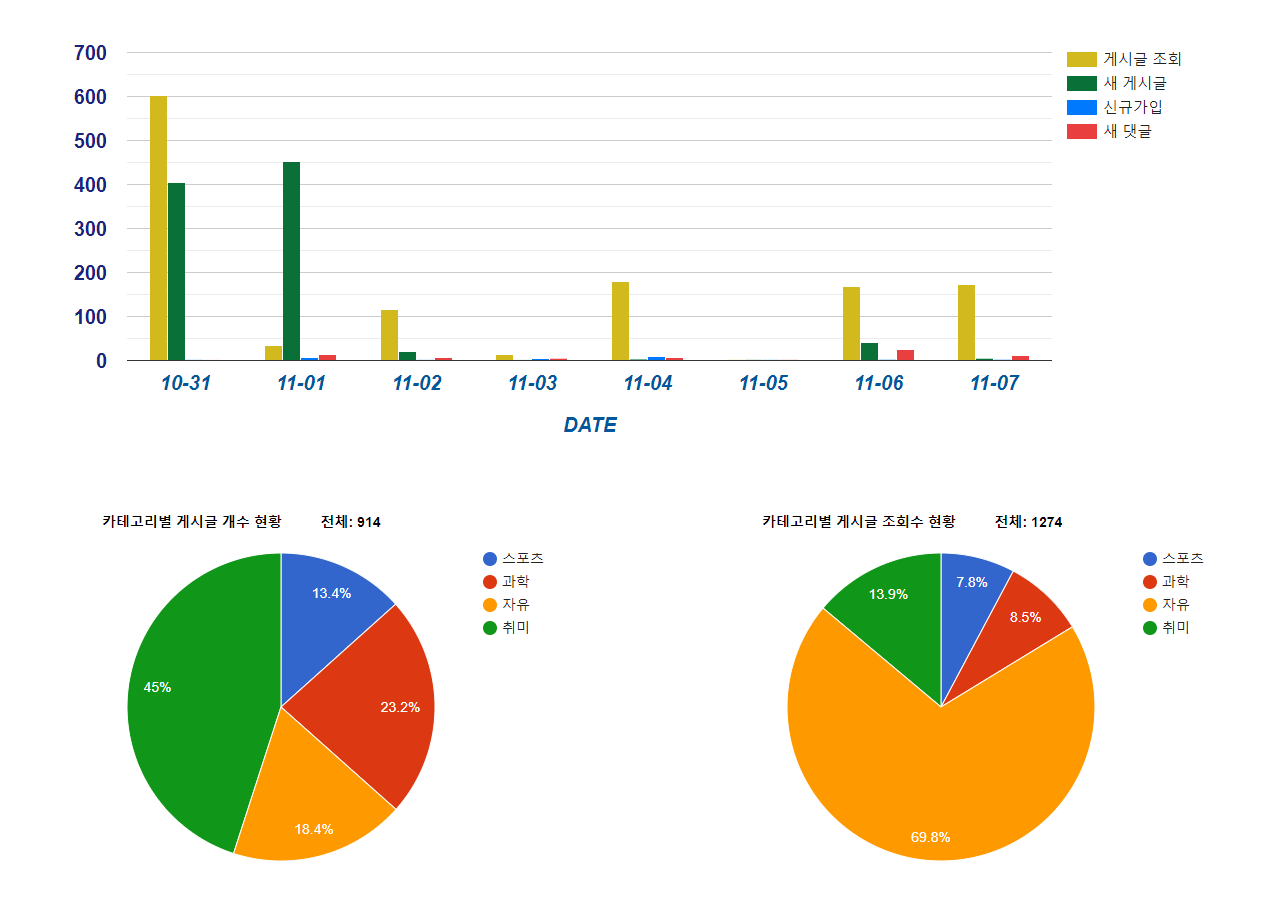 700
600
500
400
300
200
100
0
게시글 조회
새 게시글
신규가입
새 댓글
10-31 11-01 11-02 11-03 11-04 11-05 11-06 11-07
DATE
카테고리별 게시글 개수 현황 전체: 914
스포츠
과학
자유
취미
13.4%
23.2%
18.4%
45%
카테고리별 게시글 조회수 현황 전체: 1274
스포츠
과학
자유
취미
7.8%
8.5%
69.8%
13.9%